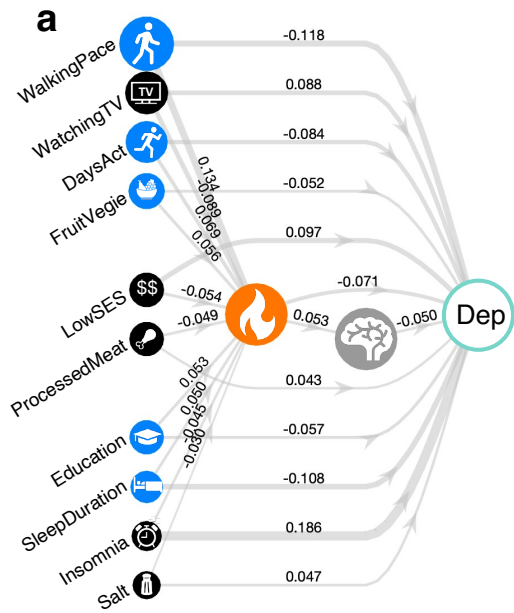 a
WalkingPace
-0.118
WatchingTV
TV
0.088
DaysAct
-0.084
FruitVegie
-0.052
0.134
-0.089
0.069
0.056
0.097
LowSES
$$
-0.054
-0.071
ProcessedMeat
-0.049
0.053
-0.050
Dep
0.043
0.053
0.050
-0.045
-0.030
Education
-0.057
SleepDuration
-0.108
Insomnia
0.186
Salt
0.047